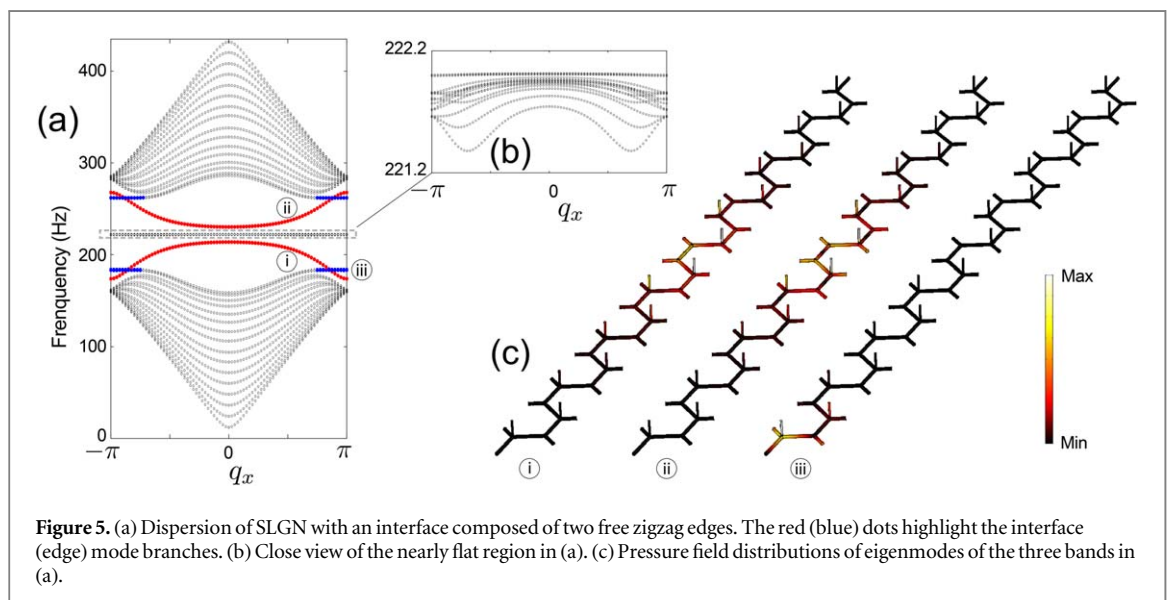 (a)
400
300
200
100
0
Frenquency (Hz)
−π
0
π
qx
ii
i
iii
222.2
(b)
221.2
−π
0
π
qx
(c)
i
ii
iii
Max
Min
Figure 5. (a) Dispersion of SLGN with an interface composed of two free zigzag edges. The red (blue) dots highlight the interface
(edge) mode branches. (b) Close view of the nearly flat region in (a). (c) Pressure field distributions of eigenmodes of the three bands in
(a).